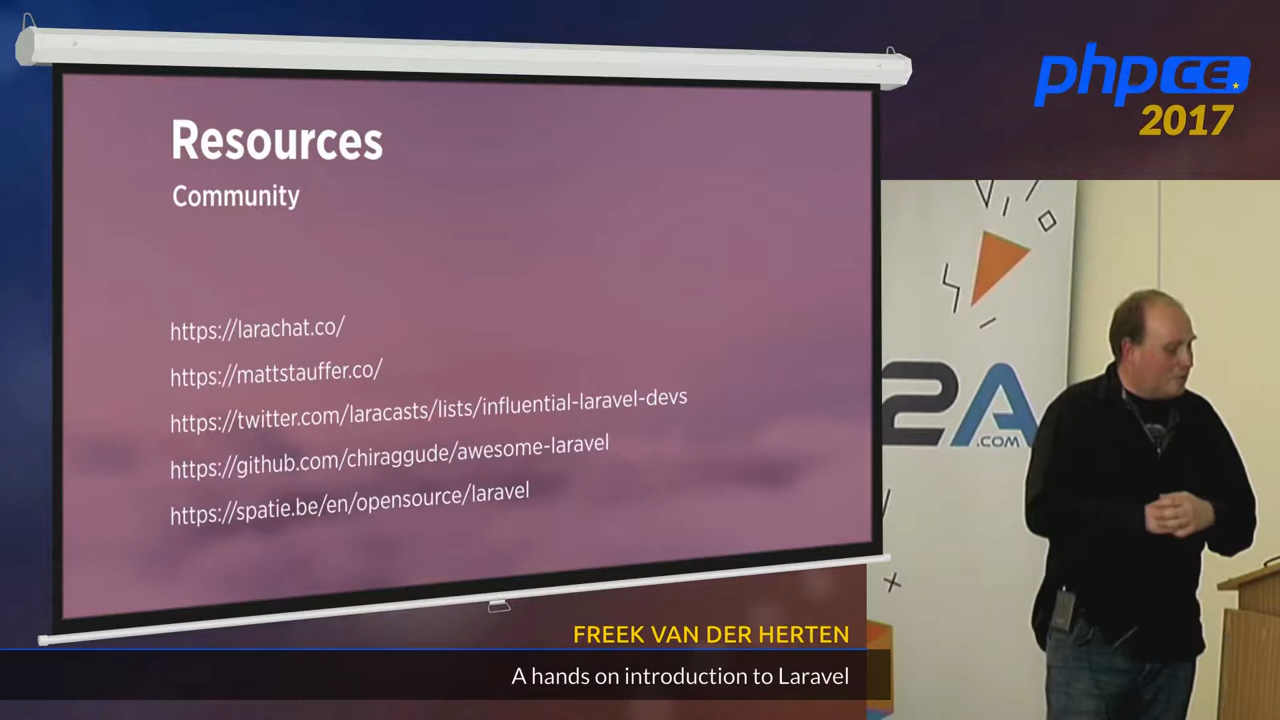 Resources
Community
https://larachat.co/
https://mattstauffer.co/
https://twitter.com/laracasts/lists/influential-laravel-devs
https://github.com/chiraggude/awesome-laravel
https://spatie.be/en/opensource/laravel
phpCE
2017
2A
.COM
FREEK VAN DER HERTEN
A hands on introduction to Laravel